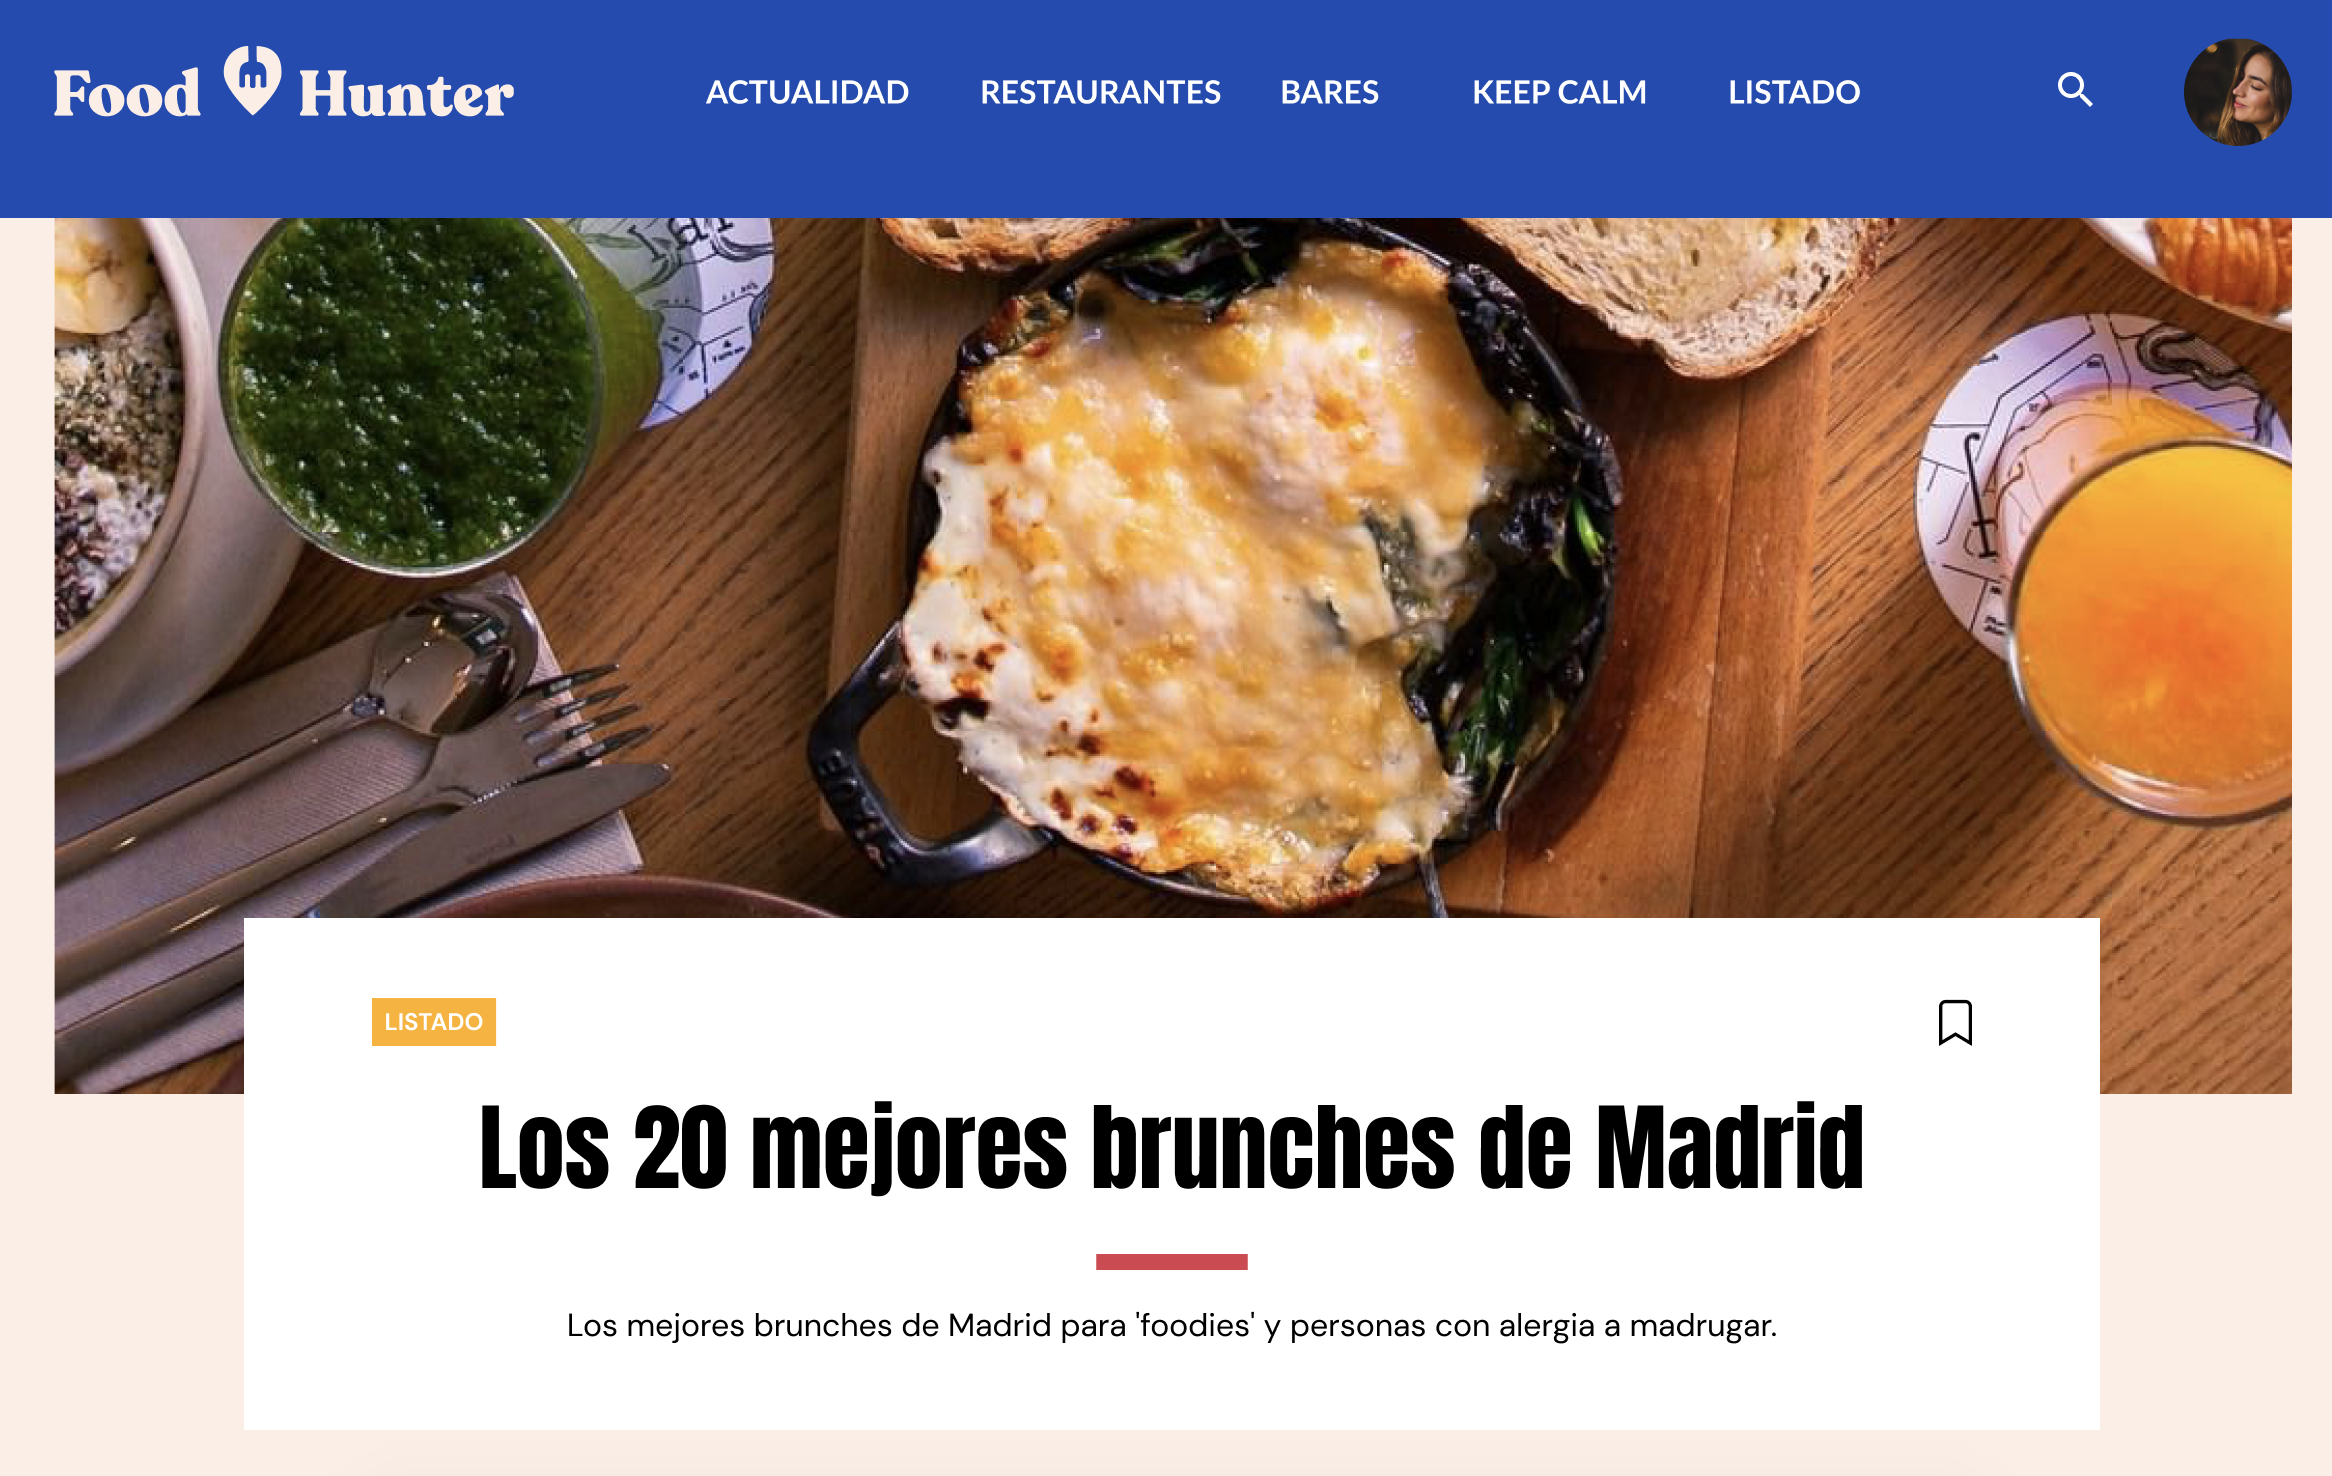 Food Hunter
ACTUALIDAD
RESTAURANTES
BARES
KEEP CALM
LISTADO
LISTADO
Los 20 mejores brunches de Madrid
Los mejores brunches de Madrid para 'foodies' y personas con alergia a madrugar.